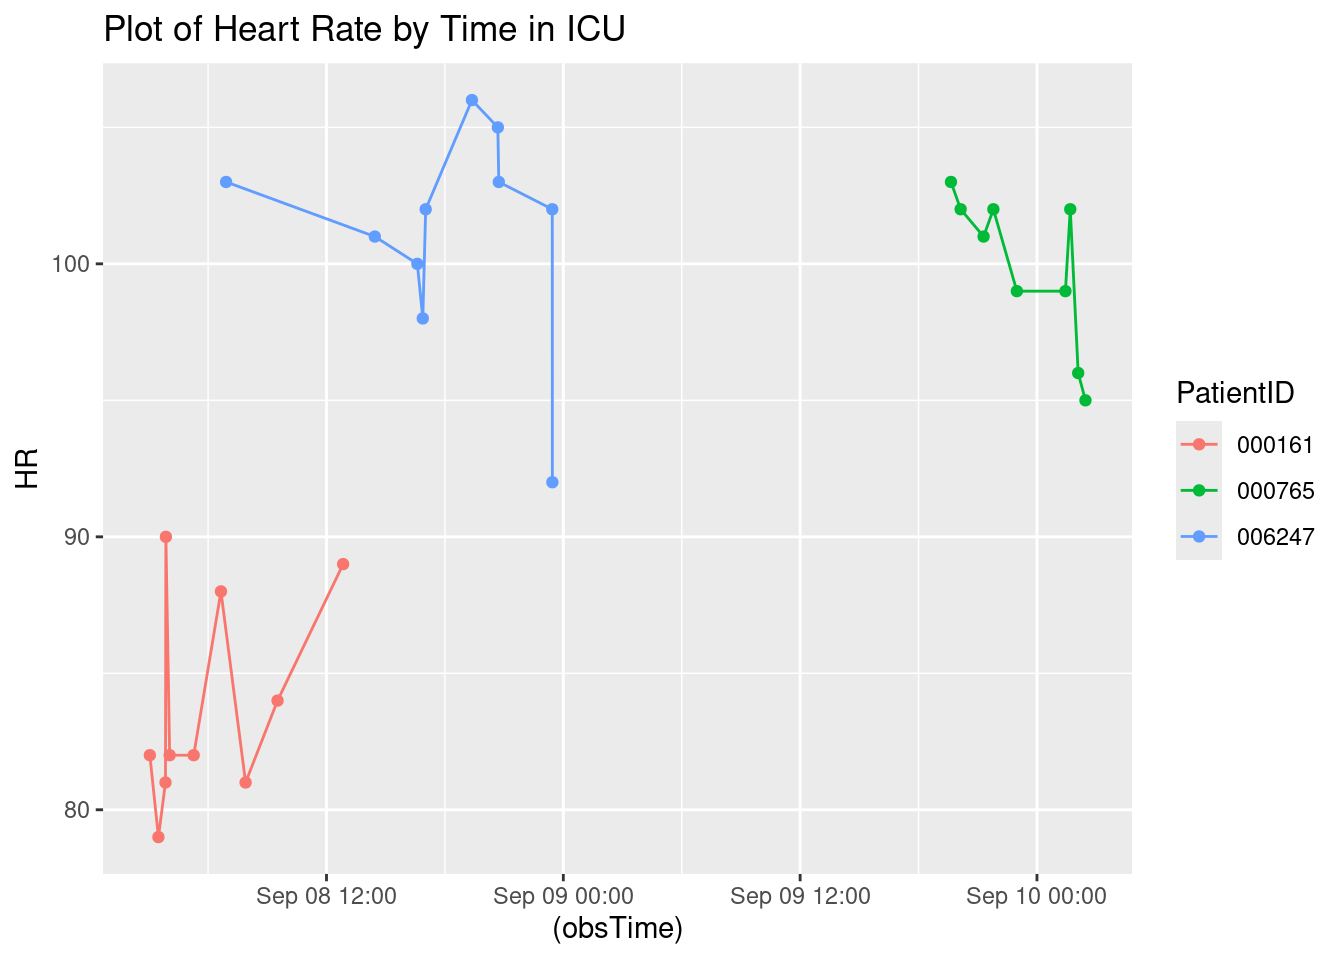 Plot of Heart Rate by Time in ICU
HR
100
90
80
Sep 08 12:00 Sep 09 00:00 Sep 09 12:00 Sep 10 00:00
(obsTime)
PatientID
000161
000765
006247